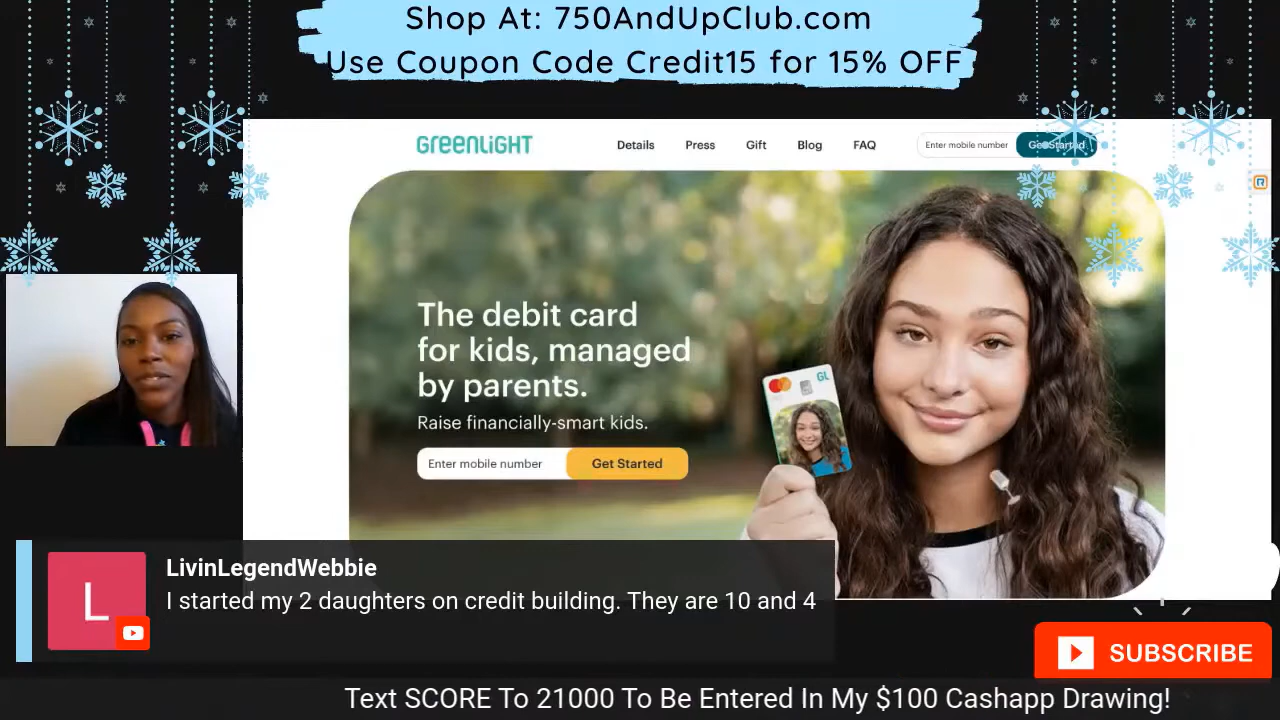 Shop At: 750AndUpClub.com
Use Coupon Code Credit15 for 15% OFF
GREENLIGHT
Details
Press
Gift
Blog
FAQ
Enter mobile number
Get Started
The debit card
for kids, managed
by parents.
Raise financially-smart kids.
Enter mobile number
Get Started
GL
L
LivinLegendWebbie
I started my 2 daughters on credit building. They are 10 and 4
SUBSCRIBE
Text SCORE To 21000 To Be Entered In My $100 Cashapp Drawing!